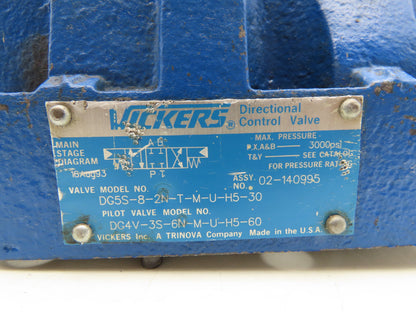 VICKERS® Directional
Control Valve
MAIN
STAGE
DIAGRAM
A B
P T
18Aug93
MAX. PRESSURE
P.X.A&B— 3000psi
T&Y — SEE CATALOG
FOR PRESSURE RATING
VALVE MODEL NO.
ASSY.
NO. 02-140995
DG5S-8-2N-T-M-U-H5-30
PILOT VALVE MODEL NO.
DG4V-3S-6N-M-U-H5-60
VICKERS Inc. A TRINOVA Company Made in the U.S.A.